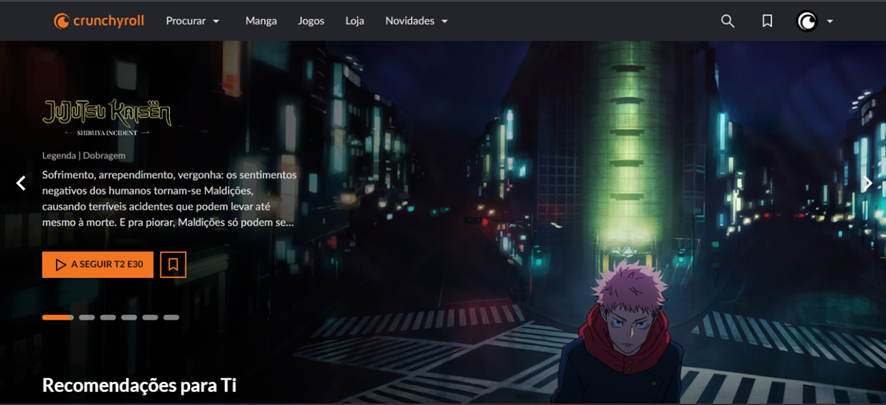 crunchyroll Procurar Manga Jogos Loja Novidades
JUJUTSU KAISEN
SHIBUYA INCIDENT
Legenda | Dobragem
Sofrimento, arrependimento, vergonha: os sentimentos
negativos dos humanos tornam-se Maldições,
causando terríveis acidentes que podem levar até
mesmo à morte. E pra piorar, Maldições só podem se...
A SEGUIR T2 E30
Recomendações para Ti